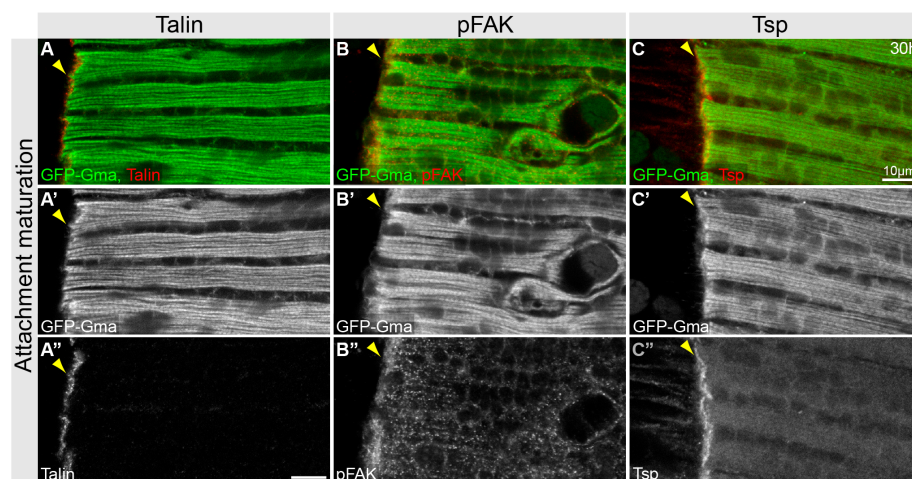 Talin pFAK Tsp
Attachment maturation
A B C 30h
GFP-Gma, Talin GFP-Gma, pFAK GFP-Gma, Tsp 10µm
A' B' C'
GFP-Gma GFP-Gma GFP-Gma
A" B" C"
Talin pFAK Tsp